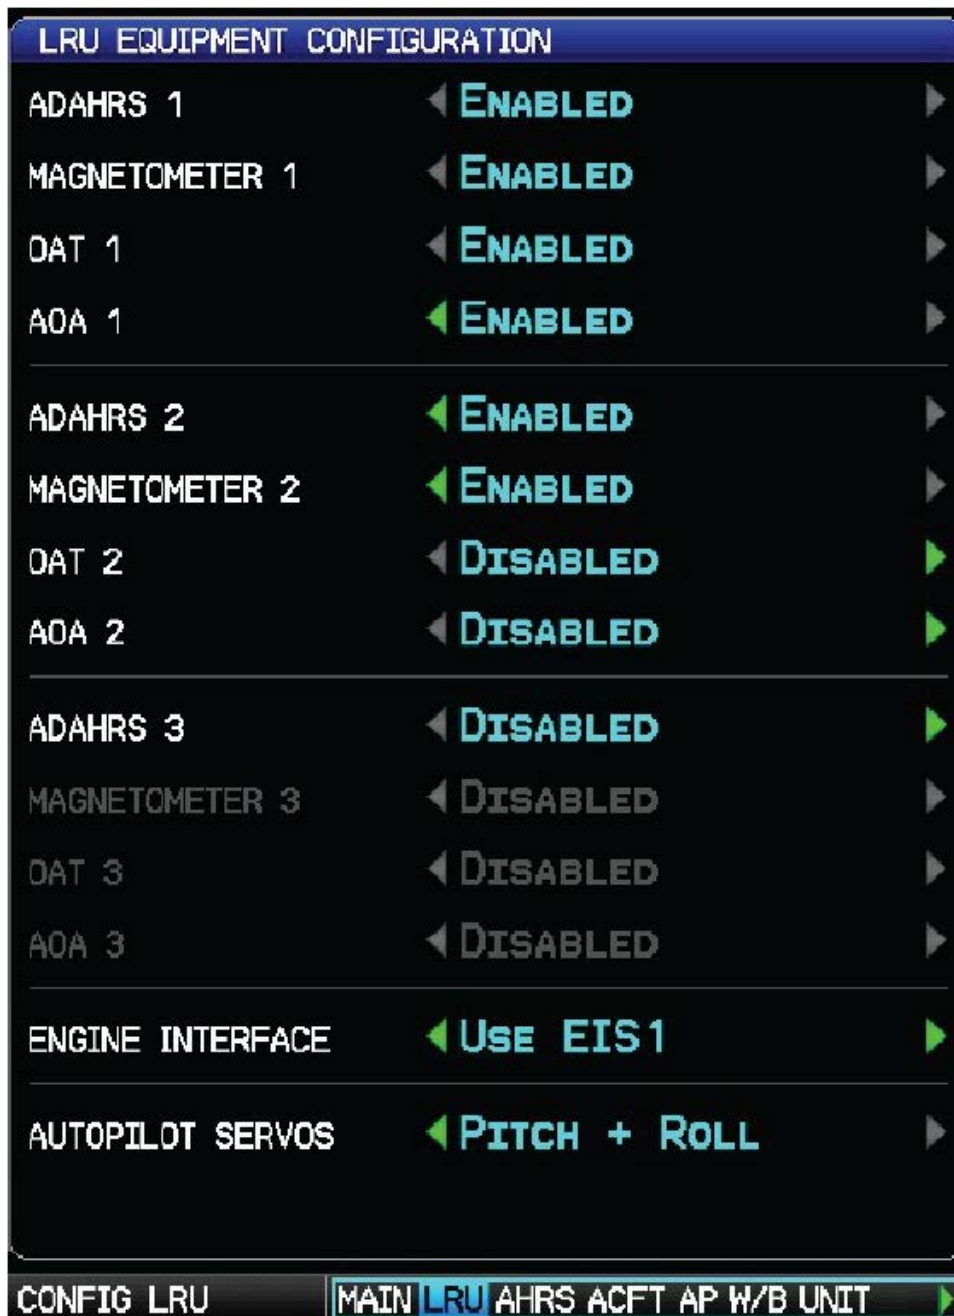 LRU EQUIPMENT CONFIGURATION
ADAHRS 1 ENABLED
MAGNETOMETER 1 ENABLED
OAT 1 ENABLED
AOA 1 ENABLED
ADAHRS 2 ENABLED
MAGNETOMETER 2 ENABLED
OAT 2 DISABLED
AOA 2 DISABLED
ADAHRS 3 DISABLED
MAGNETOMETER 3 DISABLED
OAT 3 DISABLED
AOA 3 DISABLED
ENGINE INTERFACE USE EIS1
AUTOPILOT SERVOS PITCH + ROLL
CONFIG LRU MAIN LRU AHRS ACFT AP W/B UNIT